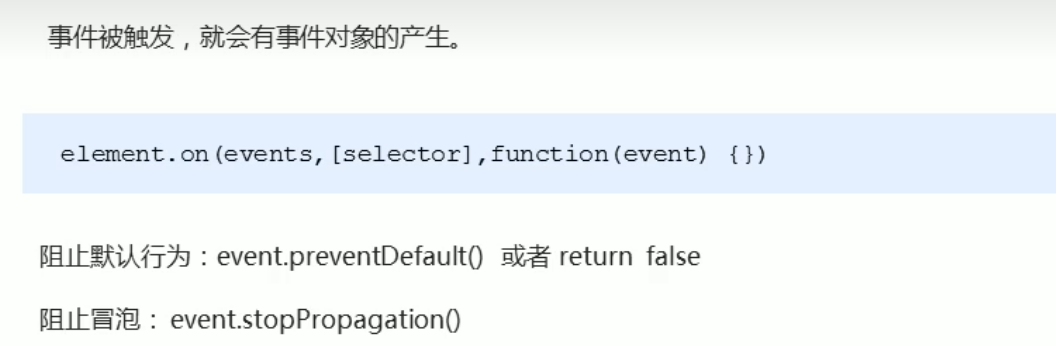 事件被触发，就会有事件对象的产生。
element.on(events,[selector],function(event) {})
阻止默认行为：event.preventDefault() 或者 return false
阻止冒泡： event.stopPropagation()